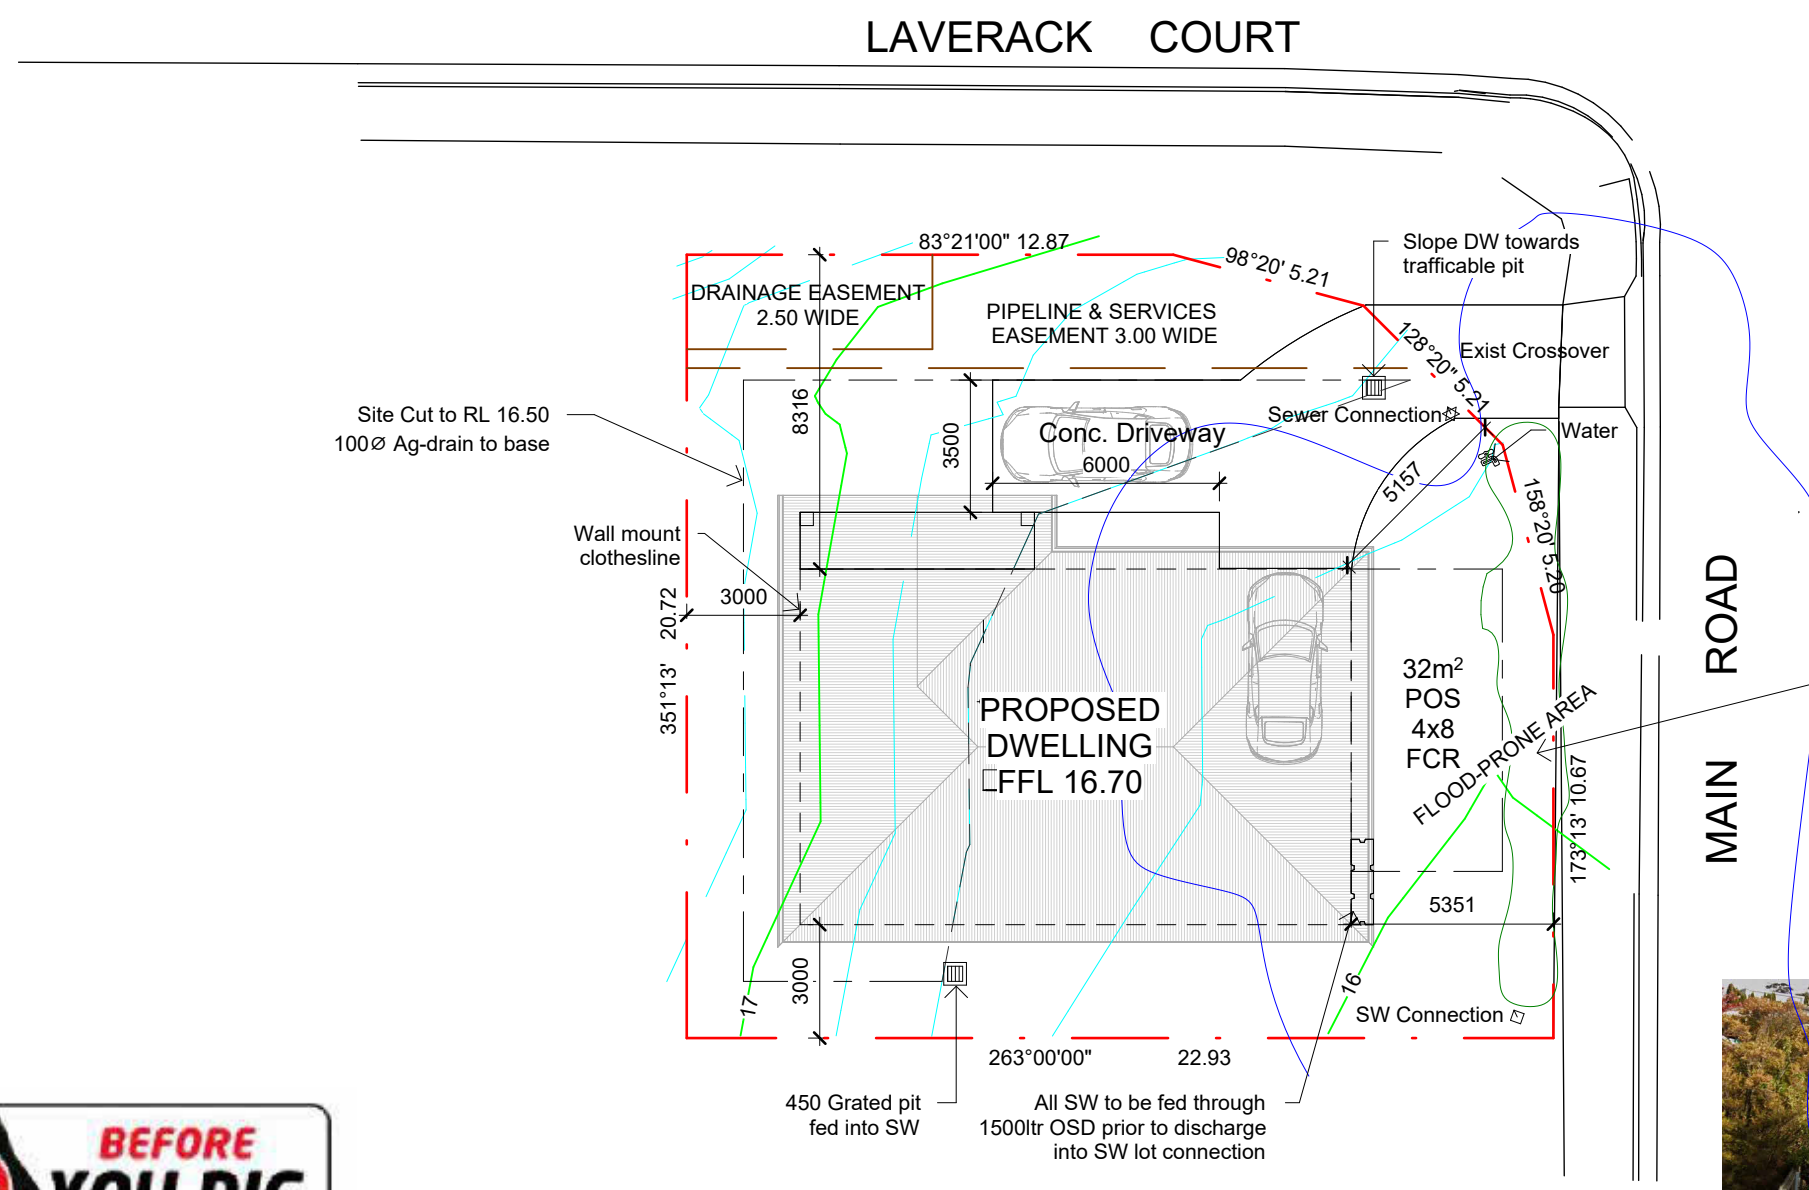 LAVERACK COURT
83°21'00" 12.87
98°20' 5.21
Slope DW towards
trafficable pit
DRAINAGE EASEMENT
2.50 WIDE
PIPELINE & SERVICES
EASEMENT 3.00 WIDE
128°20" 5.21
Exist Crossover
Site Cut to RL 16.50
100Ø Ag-drain to base
8316
3500
Conc. Driveway
6000
Sewer Connection
Water
5157
158°20' 5.20
Wall mount
clothesline
3000
351°13' 20.72
MAIN ROAD
32m²
POS
4x8
FCR
FLOOD-PRONE AREA
PROPOSED
DWELLING
FFL 16.70
173°13' 10.67
5351
3000
17
16
SW Connection
263°00'00" 22.93
450 Grated pit
fed into SW
All SW to be fed through
1500ltr OSD prior to discharge
into SW lot connection
BEFORE
YOU DIG